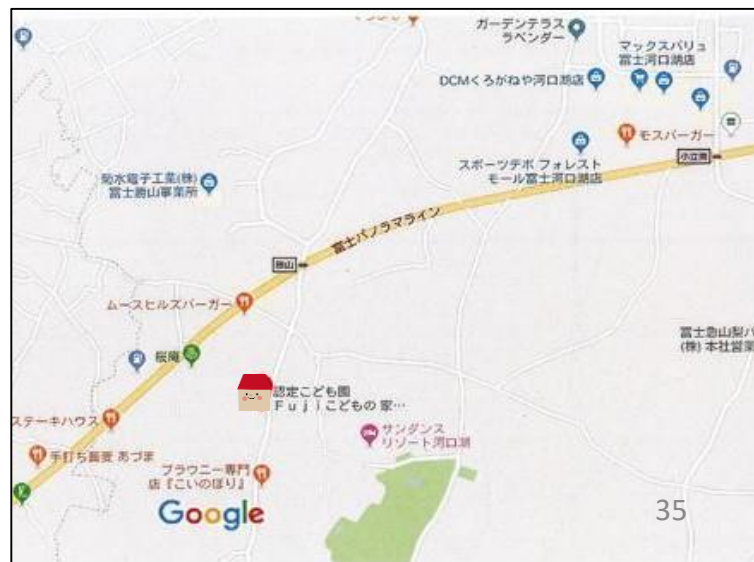 ガーデンテラス
ラベンダー
マックスバリュ
富士河口湖店
DCMくろがねや河口湖店
モスバーガー
小立南
スポーツデポ フォレスト
モール富士河口湖店
菊水電子工業(株)
富士勝山事業所
富士パノラマライン
勝山
ムースヒルズバーガー
富士急山梨バ
(株) 本社営業
桜庵
認定こども園
Fujiこどもの 家…
ステーキハウス
サンダンス
リゾート河口湖
手打ち蕎麦 あづま
ブラウニー専門
店『こいのぼり』
Google
35